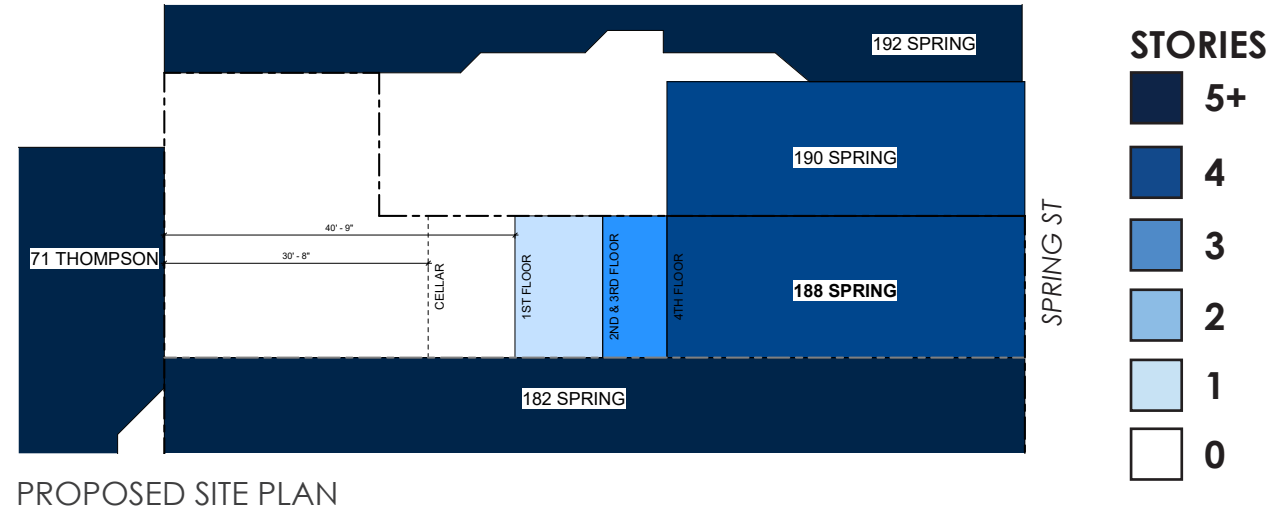 192 SPRING
190 SPRING
71 THOMPSON
40' - 9"
30' - 8"
CELLAR
1ST FLOOR
2ND & 3RD FLOOR
4TH FLOOR
188 SPRING
SPRING ST
182 SPRING
PROPOSED SITE PLAN
STORIES
5+
4
3
2
1
0